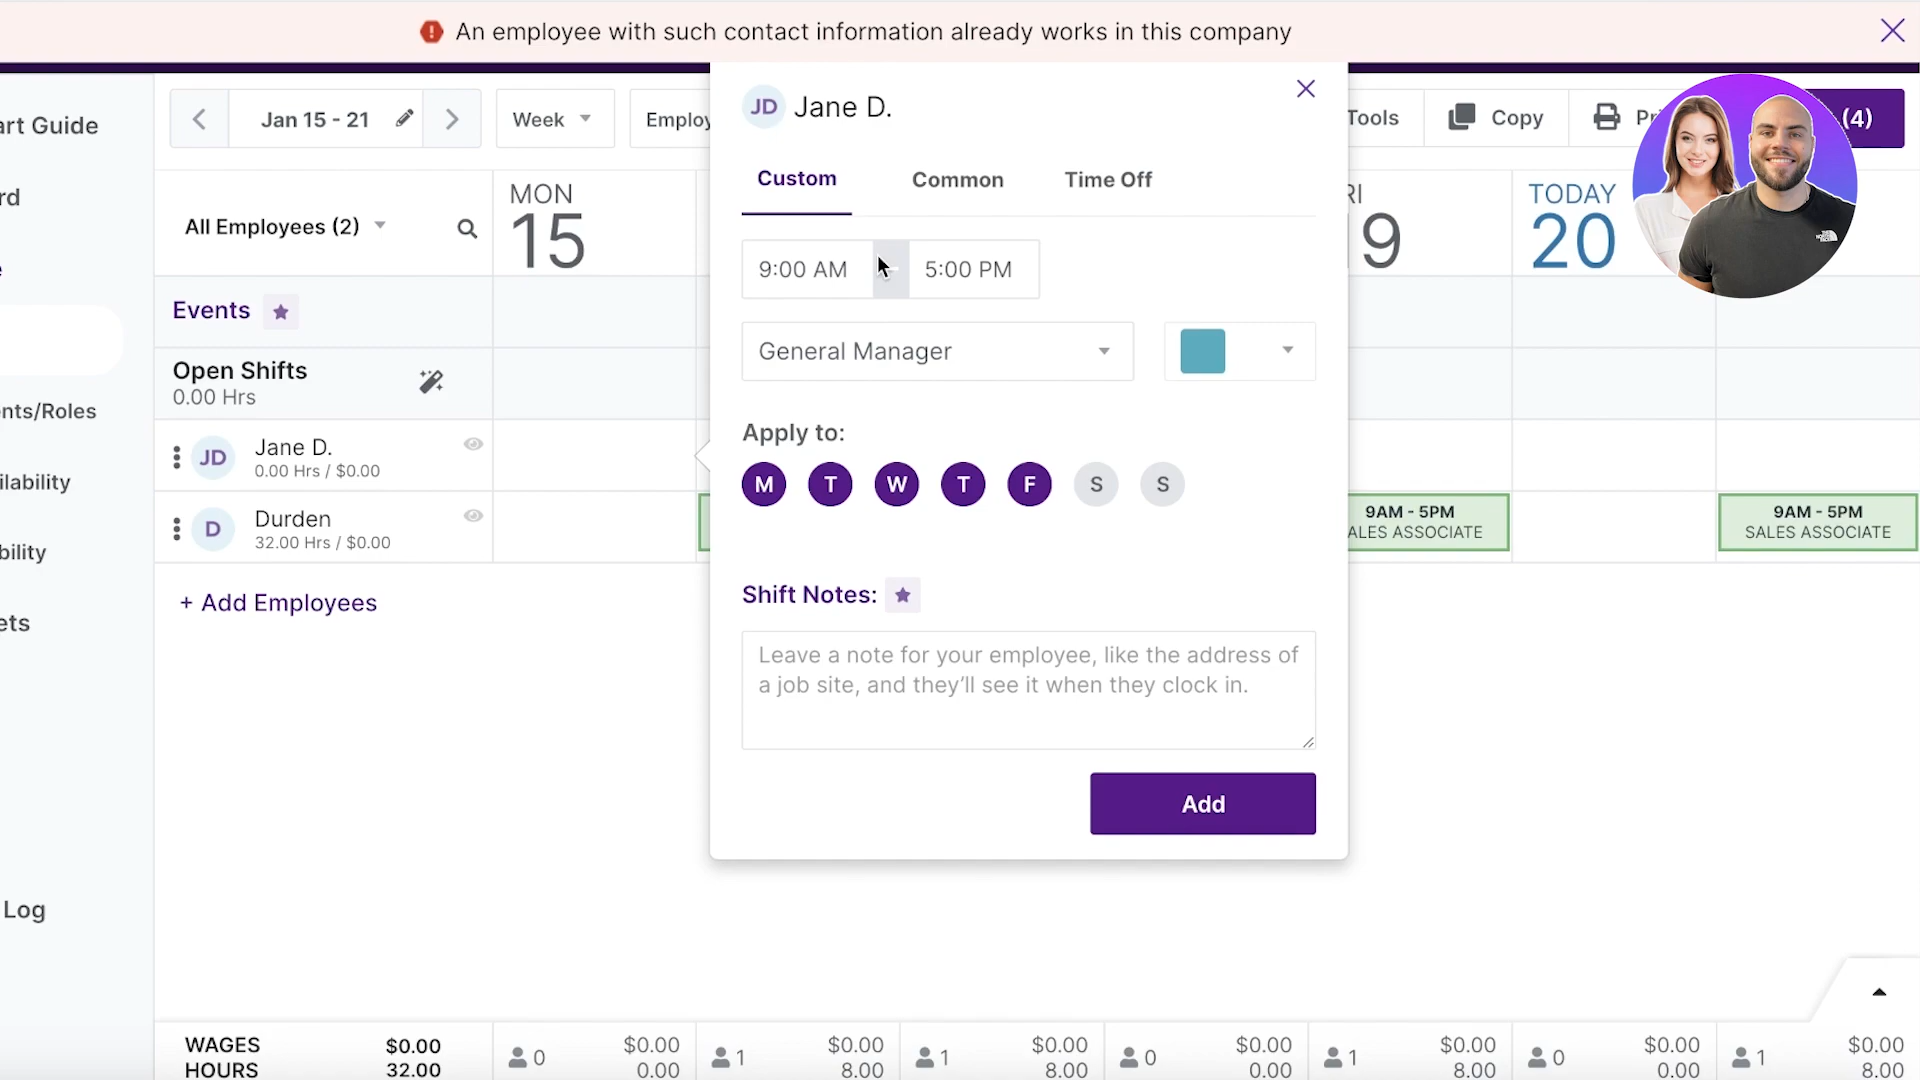 An employee with such contact information already works in this company
art Guide
rd
e
nts/Roles
ilability
bility
ets
Log
Jan 15 - 21
Week
Employ
Tools
Copy
Pri
(4)
All Employees (2)
MON
15
RI
19
TODAY
20
Events
Open Shifts
0.00 Hrs
JD
Jane D.
0.00 Hrs / $0.00
D
Durden
32.00 Hrs / $0.00
9AM - 5PM
ALES ASSOCIATE
9AM - 5PM
SALES ASSOCIATE
+ Add Employees
JD Jane D.
Custom
Common
Time Off
9:00 AM
-
5:00 PM
General Manager
Apply to:
M T W T F S S
Shift Notes:
Leave a note for your employee, like the address of
a job site, and they'll see it when they clock in.
Add
WAGES $0.00
HOURS 32.00
0 $0.00
0.00
1 $0.00
8.00
1 $0.00
8.00
0 $0.00
0.00
1 $0.00
8.00
0 $0.00
0.00
1 $0.00
8.00